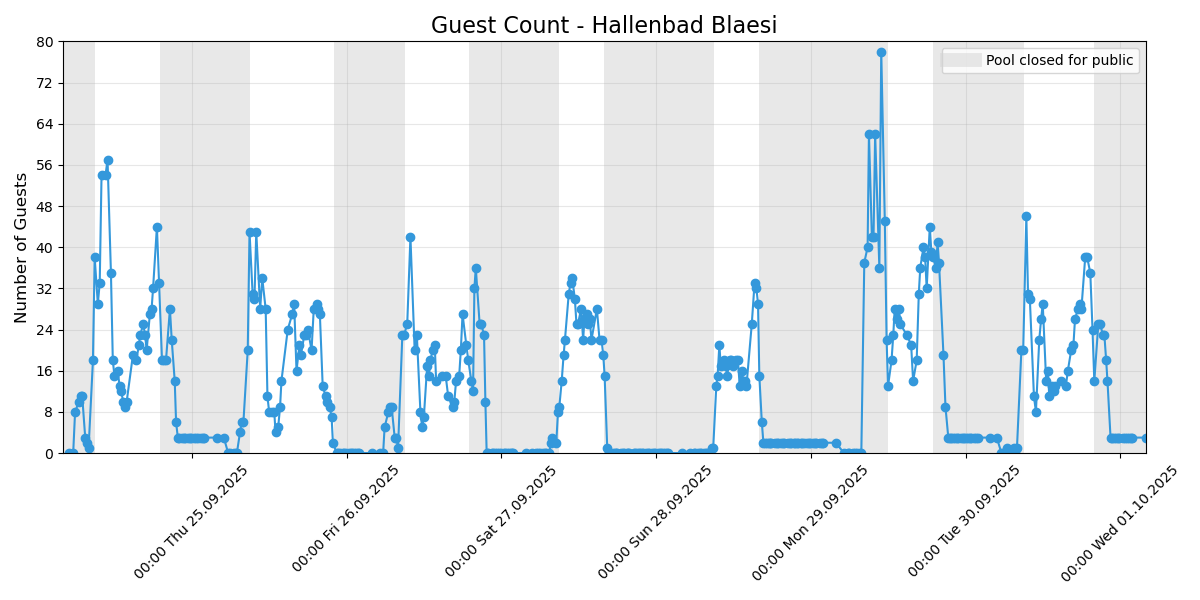 Guest Count - Hallenbad Blaesi
Number of Guests
80
72
64
56
48
40
32
24
16
8
0
Pool closed for public
00:00 Thu 25.09.2025
00:00 Fri 26.09.2025
00:00 Sat 27.09.2025
00:00 Sun 28.09.2025
00:00 Mon 29.09.2025
00:00 Tue 30.09.2025
00:00 Wed 01.10.2025